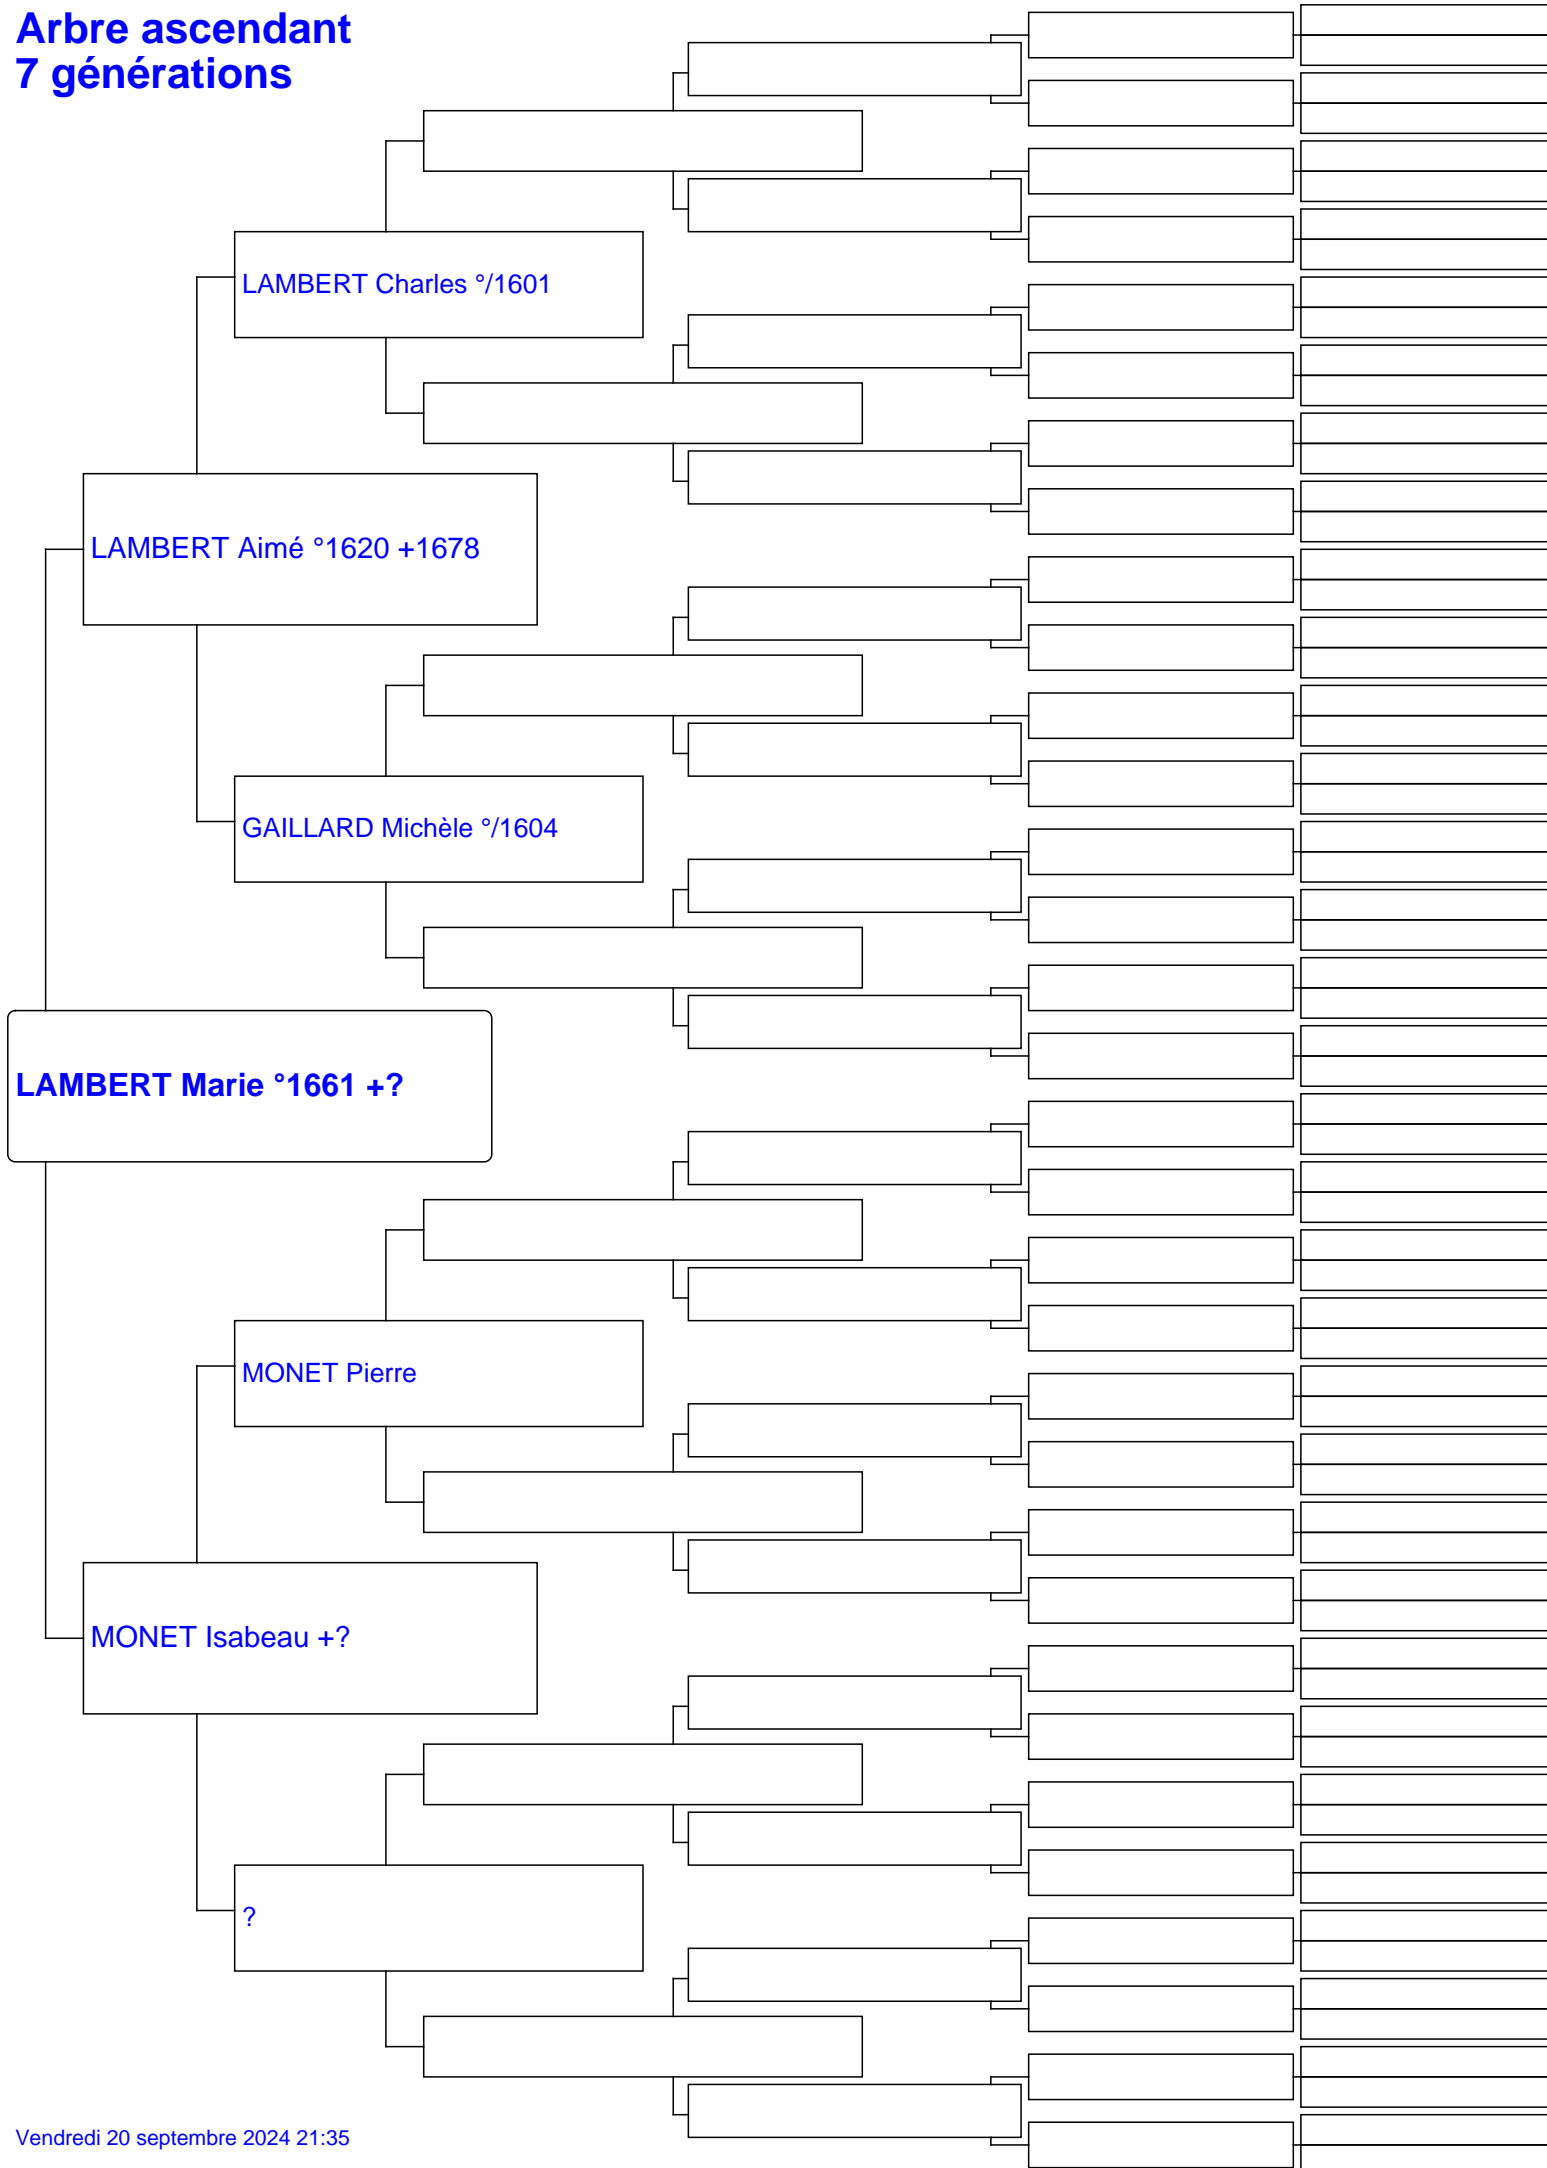 Arbre ascendant
7 générations
LAMBERT Charles °/1601
LAMBERT Aimé °1620 +1678
GAILLARD Michèle °/1604
LAMBERT Marie °1661 +?
MONET Pierre
MONET Isabeau +?
?
Vendredi 20 septembre 2024 21:35